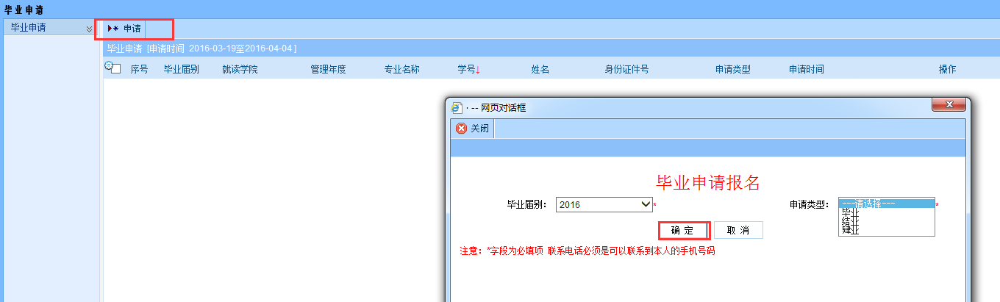 毕业申请
毕业申请
申请
毕业申请 [申请时间 2016-03-19至2016-04-04 ]
序号 毕业届别 就读学院 管理年度 专业名称 学号↓ 姓名 身份证件号 申请类型 申请时间 操作
· -- 网页对话框
关闭
毕业申请报名
毕业届别： 2016 * 申请类型： ---请选择--- *
毕业
结业
肄业
确 定 取 消
注意：*字段为必填项 联系电话必须是可以联系到本人的手机号码